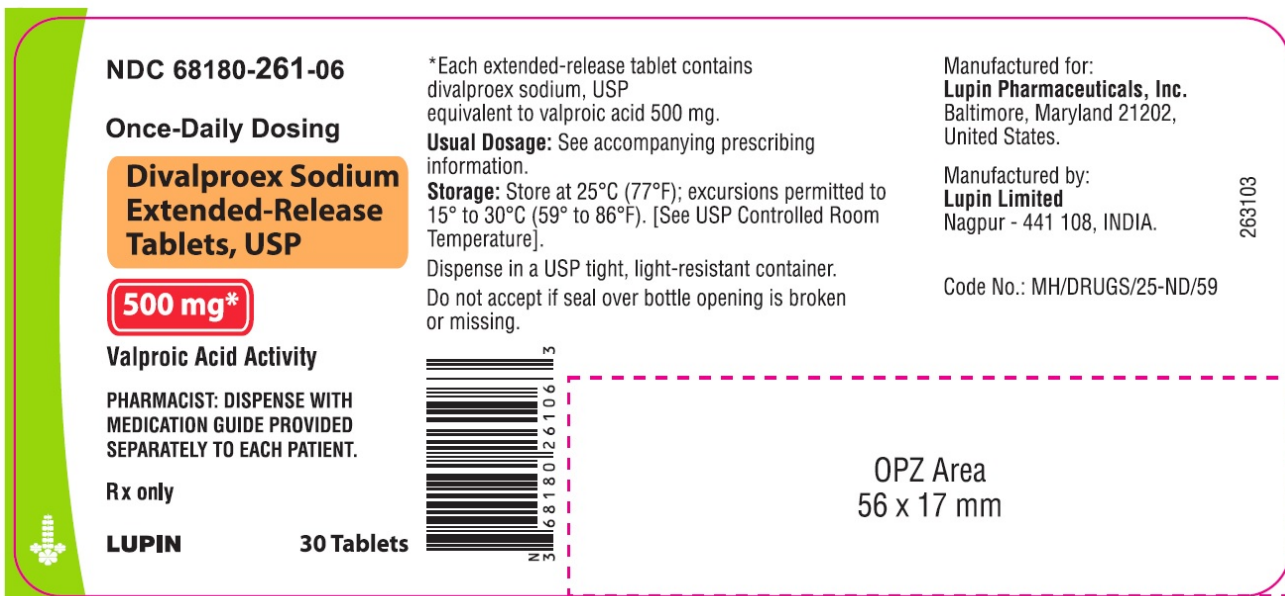 NDC 68180-261-06
Once-Daily Dosing
Divalproex Sodium
Extended-Release
Tablets, USP
500 mg*
Valproic Acid Activity
PHARMACIST: DISPENSE WITH
MEDICATION GUIDE PROVIDED
SEPARATELY TO EACH PATIENT.
Rx only
LUPIN
30 Tablets
*Each extended-release tablet contains
divalproex sodium, USP
equivalent to valproic acid 500 mg.
Usual Dosage: See accompanying prescribing
information.
Storage: Store at 25°C (77°F); excursions permitted to
15° to 30°C (59° to 86°F). [See USP Controlled Room
Temperature].
Dispense in a USP tight, light-resistant container.
Do not accept if seal over bottle opening is broken
or missing.
N
3 68180 26106 3
Manufactured for:
Lupin Pharmaceuticals, Inc.
Baltimore, Maryland 21202,
United States.
Manufactured by:
Lupin Limited
Nagpur - 441 108, INDIA.
Code No.: MH/DRUGS/25-ND/59
263103
OPZ Area
56 x 17 mm